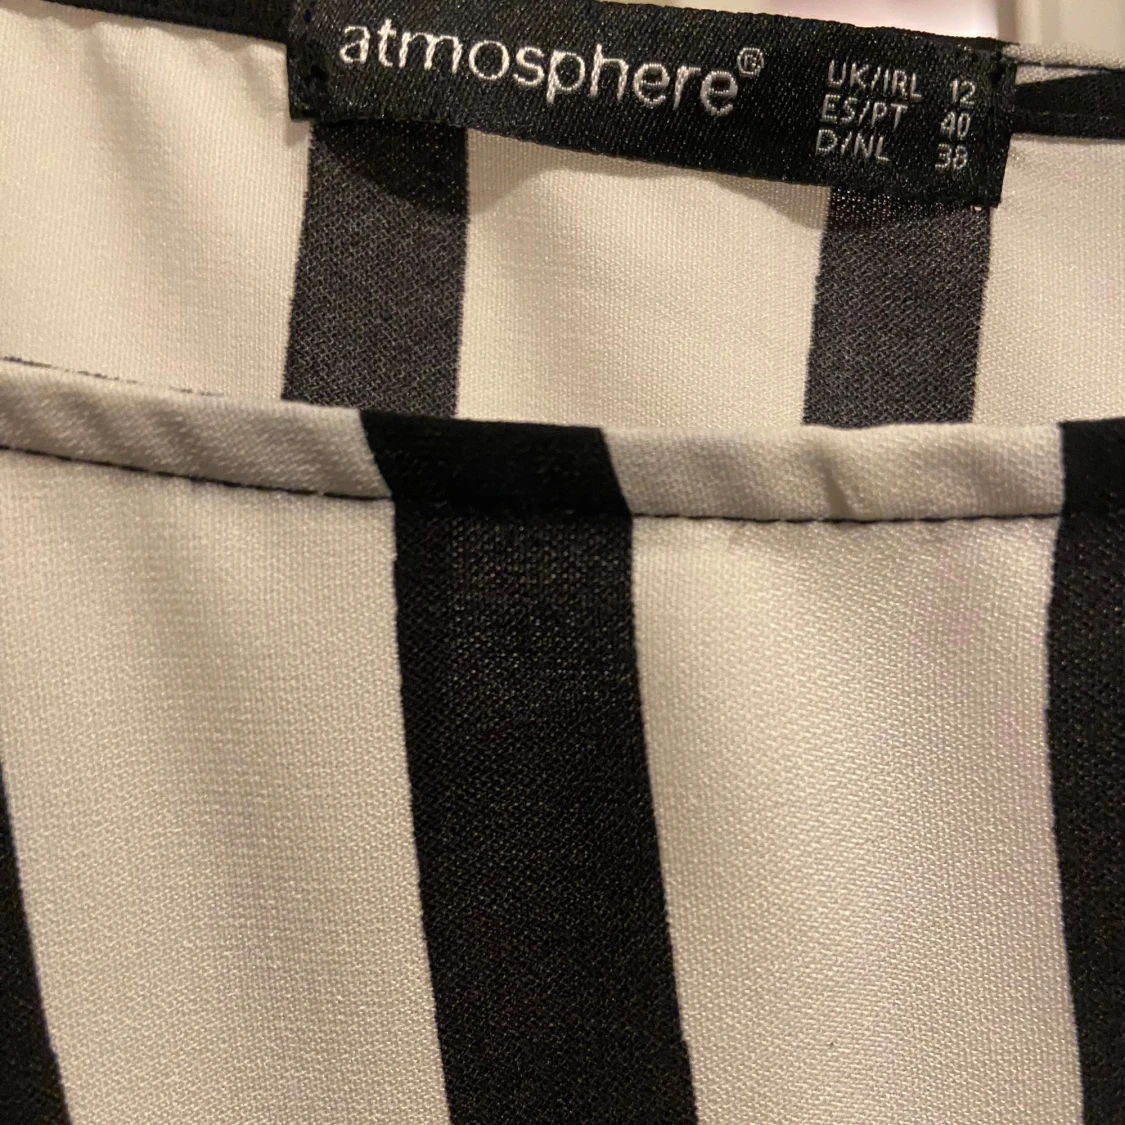 atmosphere®
UK/IRL 12
ES/PT 40
D/NL 38